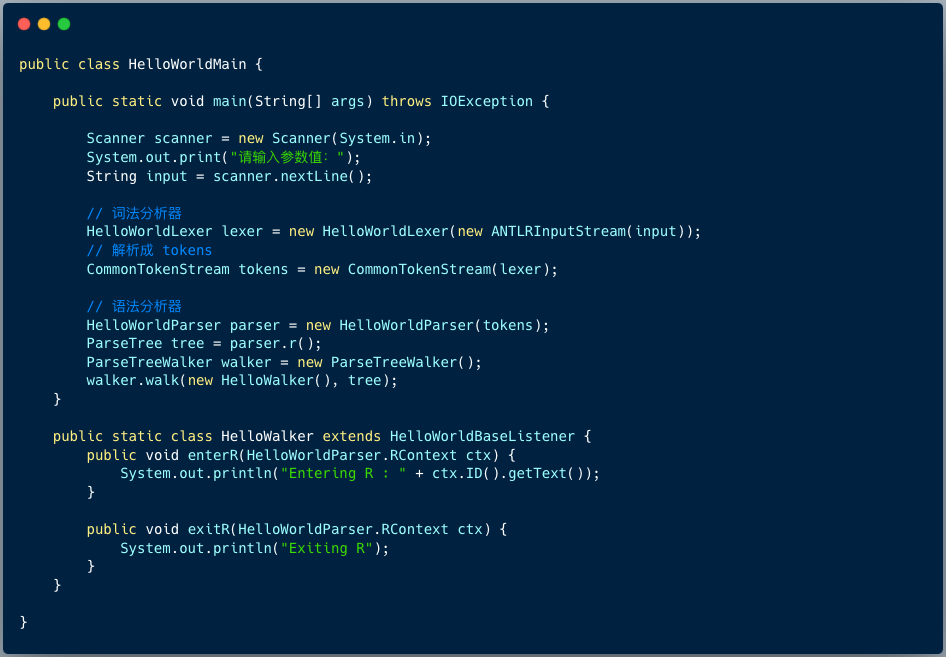 public class HelloWorldMain {
public static void main(String[] args) throws IOException {
Scanner scanner = new Scanner(System.in);
System.out.print("请输入参数值：");
String input = scanner.nextLine();
// 词法分析器
HelloWorldLexer lexer = new HelloWorldLexer(new ANTLRInputStream(input));
// 解析成 tokens
CommonTokenStream tokens = new CommonTokenStream(lexer);
// 语法分析器
HelloWorldParser parser = new HelloWorldParser(tokens);
ParseTree tree = parser.r();
ParseTreeWalker walker = new ParseTreeWalker();
walker.walk(new HelloWalker(), tree);
}
public static class HelloWalker extends HelloWorldBaseListener {
public void enterR(HelloWorldParser.RContext ctx) {
System.out.println("Entering R : " + ctx.ID().getText());
}
public void exitR(HelloWorldParser.RContext ctx) {
System.out.println("Exiting R");
}
}
}